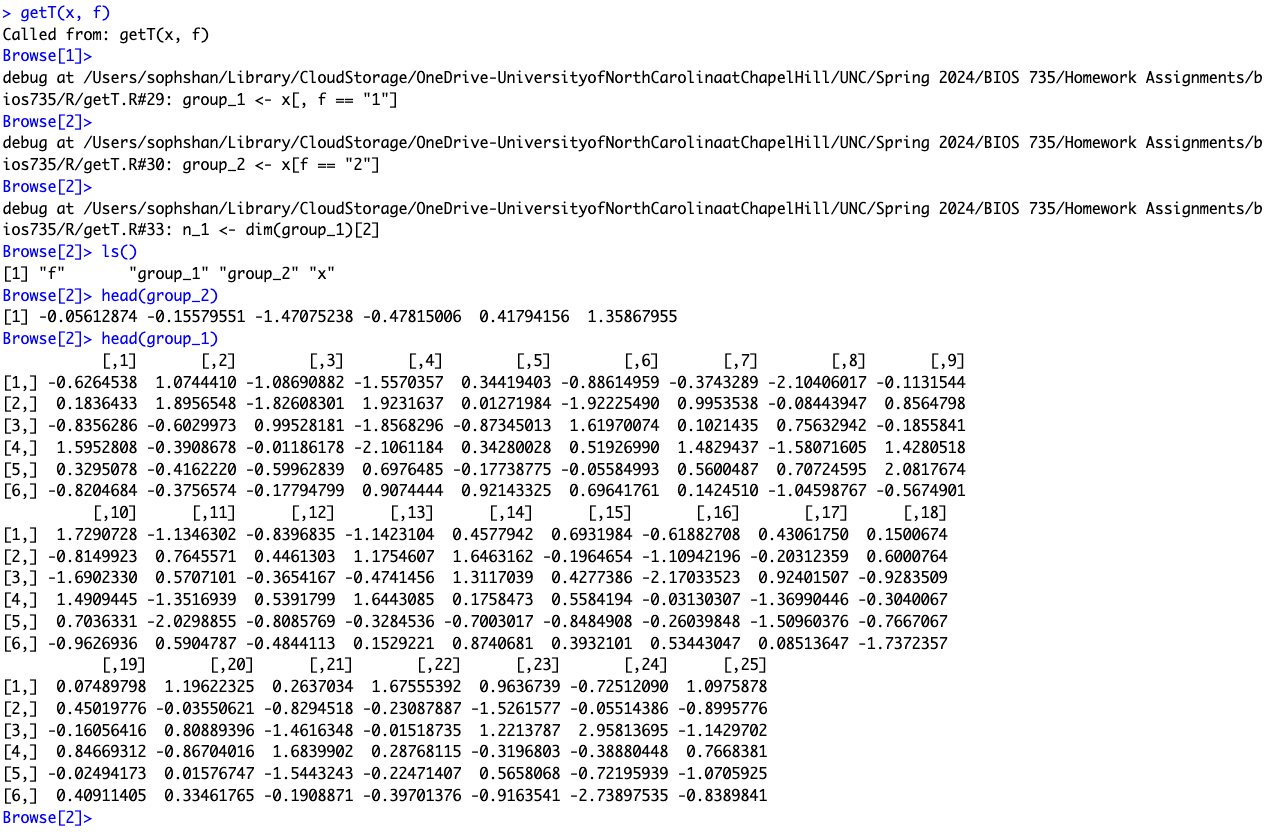 > getT(x, f)
Called from: getT(x, f)
Browse[1]>
debug at /Users/sophshan/Library/CloudStorage/OneDrive-UniversityofNorthCarolinaatChapelHill/UNC/Spring 2024/BIOS 735/Homework Assignments/b
ios735/R/getT.R#29: group_1 <- x[, f == "1"]
Browse[2]>
debug at /Users/sophshan/Library/CloudStorage/OneDrive-UniversityofNorthCarolinaatChapelHill/UNC/Spring 2024/BIOS 735/Homework Assignments/b
ios735/R/getT.R#30: group_2 <- x[f == "2"]
Browse[2]>
debug at /Users/sophshan/Library/CloudStorage/OneDrive-UniversityofNorthCarolinaatChapelHill/UNC/Spring 2024/BIOS 735/Homework Assignments/b
ios735/R/getT.R#33: n_1 <- dim(group_1)[2]
Browse[2]> ls()
[1] "f"       "group_1" "group_2" "x"
Browse[2]> head(group_2)
[1] -0.05612874 -0.15579551 -1.47075238 -0.47815006  0.41794156  1.35867955
Browse[2]> head(group_1)
           [,1]       [,2]        [,3]       [,4]        [,5]        [,6]       [,7]        [,8]       [,9]
[1,] -0.6264538  1.0744410 -1.08690882 -1.5570357  0.34419403 -0.88614959 -0.3743289 -2.10406017 -0.1131544
[2,]  0.1836433  1.8956548 -1.82608301  1.9231637  0.01271984 -1.92225490  0.9953538 -0.08443947  0.8564798
[3,] -0.8356286 -0.6029973  0.99528181 -1.8568296 -0.87345013  1.61970074  0.1021435  0.75632942 -0.1855841
[4,]  1.5952808 -0.3908678 -0.01186178 -2.1061184  0.34280028  0.51926990  1.4829437 -1.58071605  1.4280518
[5,]  0.3295078 -0.4162220 -0.59962839  0.6976485 -0.17738775 -0.05584993  0.5600487  0.70724595  2.0817674
[6,] -0.8204684 -0.3756574 -0.17794799  0.9074444  0.92143325  0.69641761  0.1424510 -1.04598767 -0.5674901
          [,10]      [,11]      [,12]      [,13]      [,14]      [,15]       [,16]       [,17]      [,18]
[1,]  1.7290728 -1.1346302 -0.8396835 -1.1423104  0.4577942  0.6931984 -0.61882708  0.43061750  0.1500674
[2,] -0.8149923  0.7645571  0.4461303  1.1754607  1.6463162 -0.1964654 -1.10942196 -0.20312359  0.6000764
[3,] -1.6902330  0.5707101 -0.3654167 -0.4741456  1.3117039  0.4277386 -2.17033523  0.92401507 -0.9283509
[4,]  1.4909445 -1.3516939  0.5391799  1.6443085  0.1758473  0.5584194 -0.03130307 -1.36990446 -0.3040067
[5,]  0.7036331 -2.0298855 -0.8085769 -0.3284536 -0.7003017 -0.8484908 -0.26039848 -1.50960376 -0.7667067
[6,] -0.9626936  0.5904787 -0.4844113  0.1529221  0.8740681  0.3932101  0.53443047  0.08513647 -1.7372357
           [,19]       [,20]      [,21]       [,22]      [,23]       [,24]      [,25]
[1,]  0.07489798  1.19622325  0.2637034  1.67555392  0.9636739 -0.72512090  1.0975878
[2,]  0.45019776 -0.03550621 -0.8294518 -0.23087887 -1.5261577 -0.05514386 -0.8995776
[3,] -0.16056416  0.80889396 -1.4616348 -0.01518735  1.2213787  2.95813695 -1.1429702
[4,]  0.84669312 -0.86704016  1.6839902  0.28768115 -0.3196803 -0.38880448  0.7668381
[5,] -0.02494173  0.01576747 -1.5443243 -0.22471407  0.5658068 -0.72195939 -1.0705925
[6,]  0.40911405  0.33461765 -0.1908871 -0.39701376 -0.9163541 -2.73897535 -0.8389841
Browse[2]>